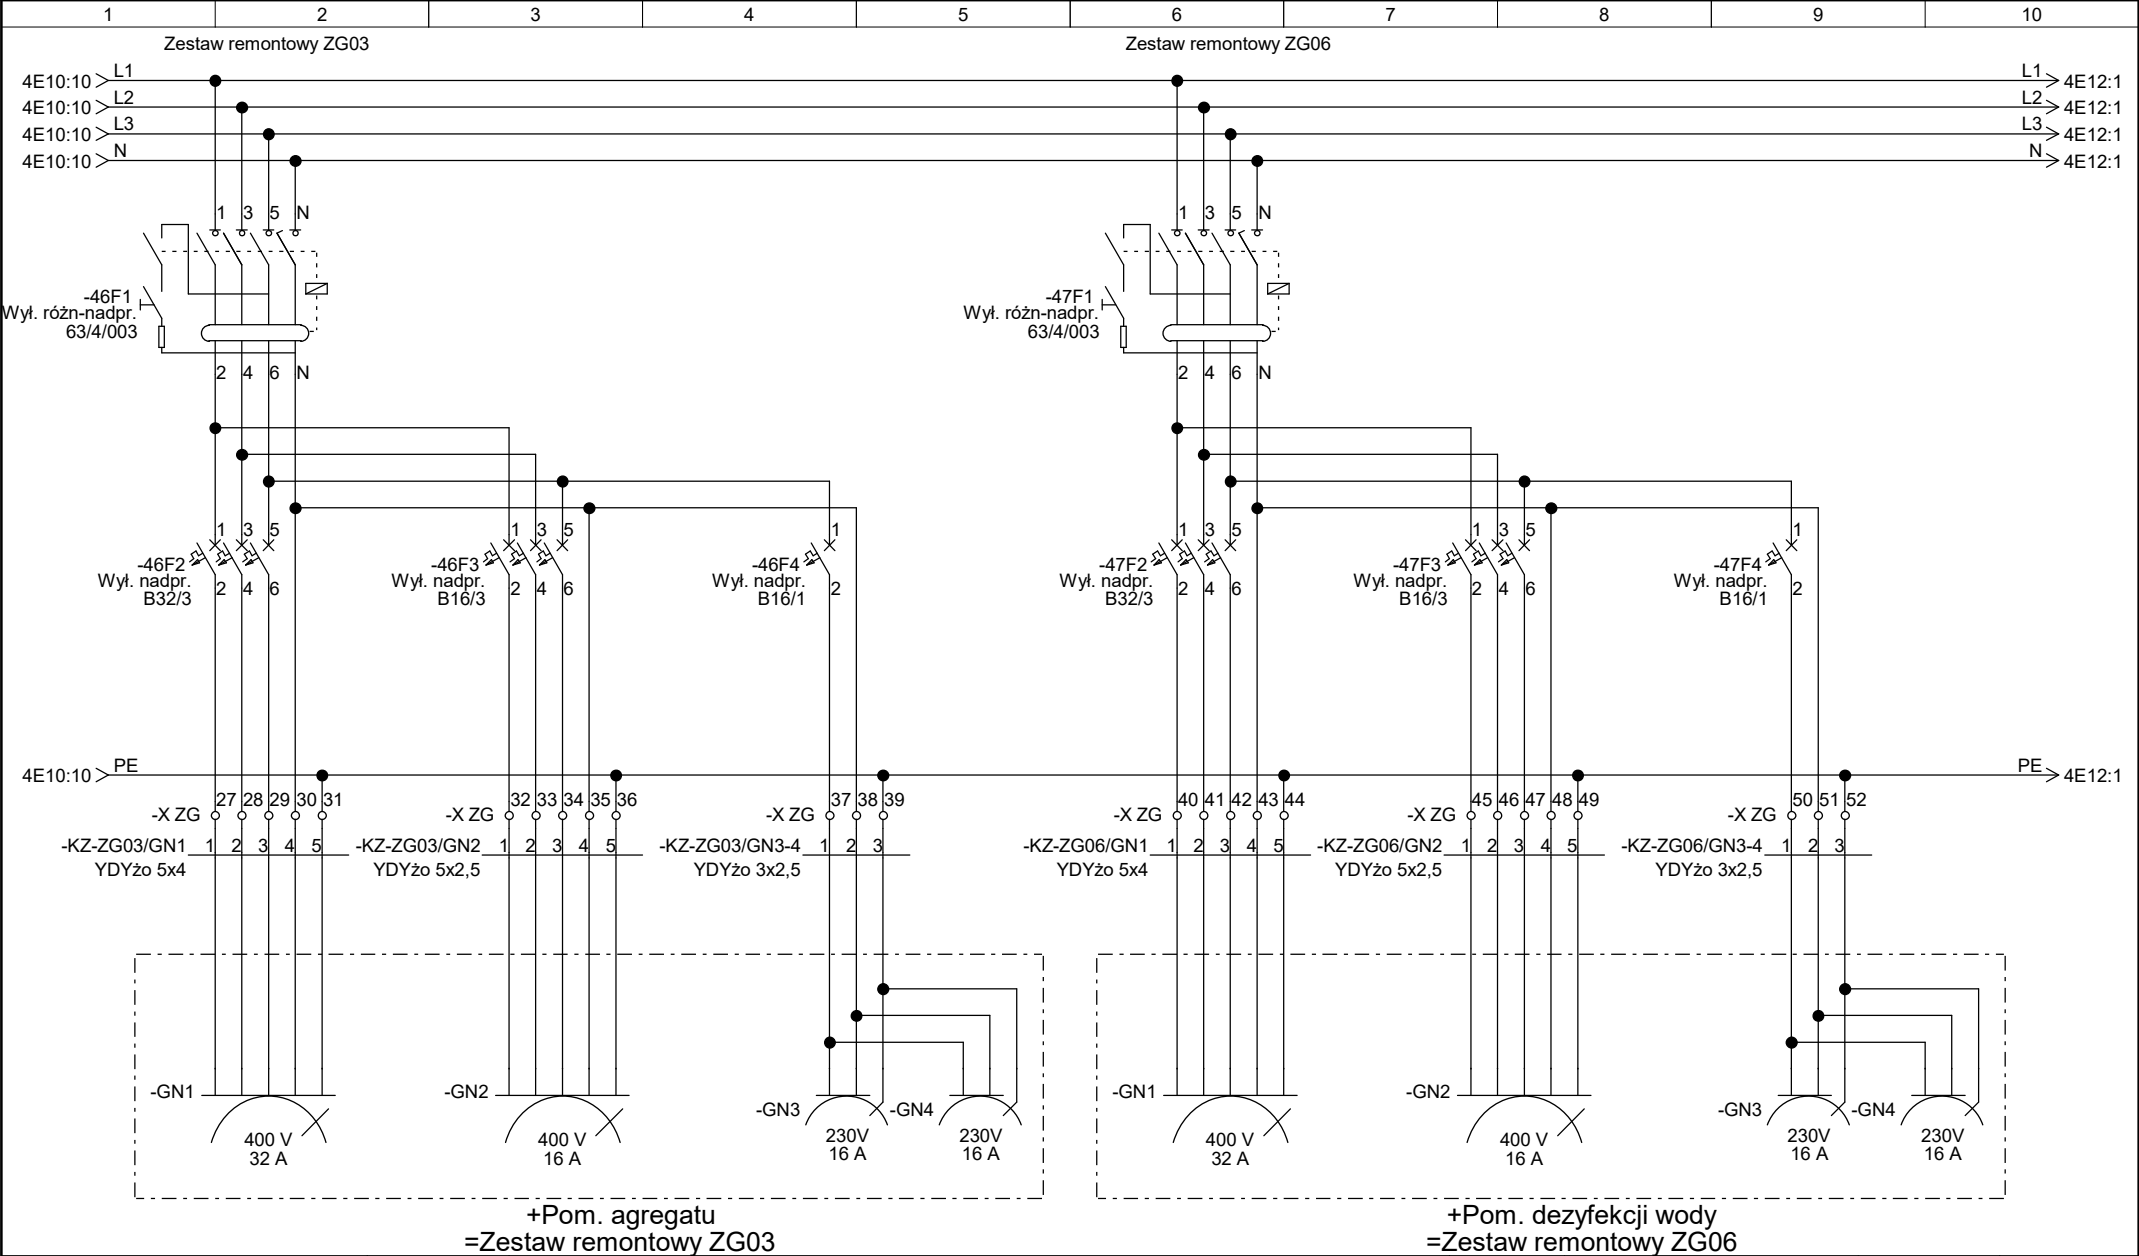 1 2 3 4 5 6 7 8 9 10
Zestaw remontowy ZG03 Zestaw remontowy ZG06
4E10:10 L1 L1 4E12:1
4E10:10 L2 L2 4E12:1
4E10:10 L3 L3 4E12:1
4E10:10 N N 4E12:1
1 3 5 N 1 3 5 N
-46F1 -47F1
Wył. różn-nadpr. Wył. różn-nadpr.
63/4/003 63/4/003
2 4 6 N 2 4 6 N
1 3 5 1 3 5 1 1 3 5 1 3 5 1
-46F2 -46F3 -46F4 -47F2 -47F3 -47F4
Wył. nadpr. Wył. nadpr. Wył. nadpr. Wył. nadpr. Wył. nadpr. Wył. nadpr.
B32/3 2 4 6 B16/3 2 4 6 B16/1 2 B32/3 2 4 6 B16/3 2 4 6 B16/1 2
4E10:10 PE PE 4E12:1
27 28 29 30 31 32 33 34 35 36 37 38 39 40 41 42 43 44 45 46 47 48 49 50 51 52
-X ZG -X ZG -X ZG -X ZG -X ZG -X ZG
-KZ-ZG03/GN1 1 2 3 4 5 -KZ-ZG03/GN2 1 2 3 4 5 -KZ-ZG03/GN3-4 1 2 3 -KZ-ZG06/GN1 1 2 3 4 5 -KZ-ZG06/GN2 1 2 3 4 5 -KZ-ZG06/GN3-4 1 2 3
YDYżo 5x4 YDYżo 5x2,5 YDYżo 3x2,5 YDYżo 5x4 YDYżo 5x2,5 YDYżo 3x2,5
-GN1 -GN2 -GN3 -GN4 -GN1 -GN2 -GN3 -GN4
400 V 400 V 230V 230V 400 V 400 V 230V 230V
32 A 16 A 16 A 16 A 32 A 16 A 16 A 16 A
+Pom. agregatu +Pom. dezyfekcji wody
=Zestaw remontowy ZG03 =Zestaw remontowy ZG06